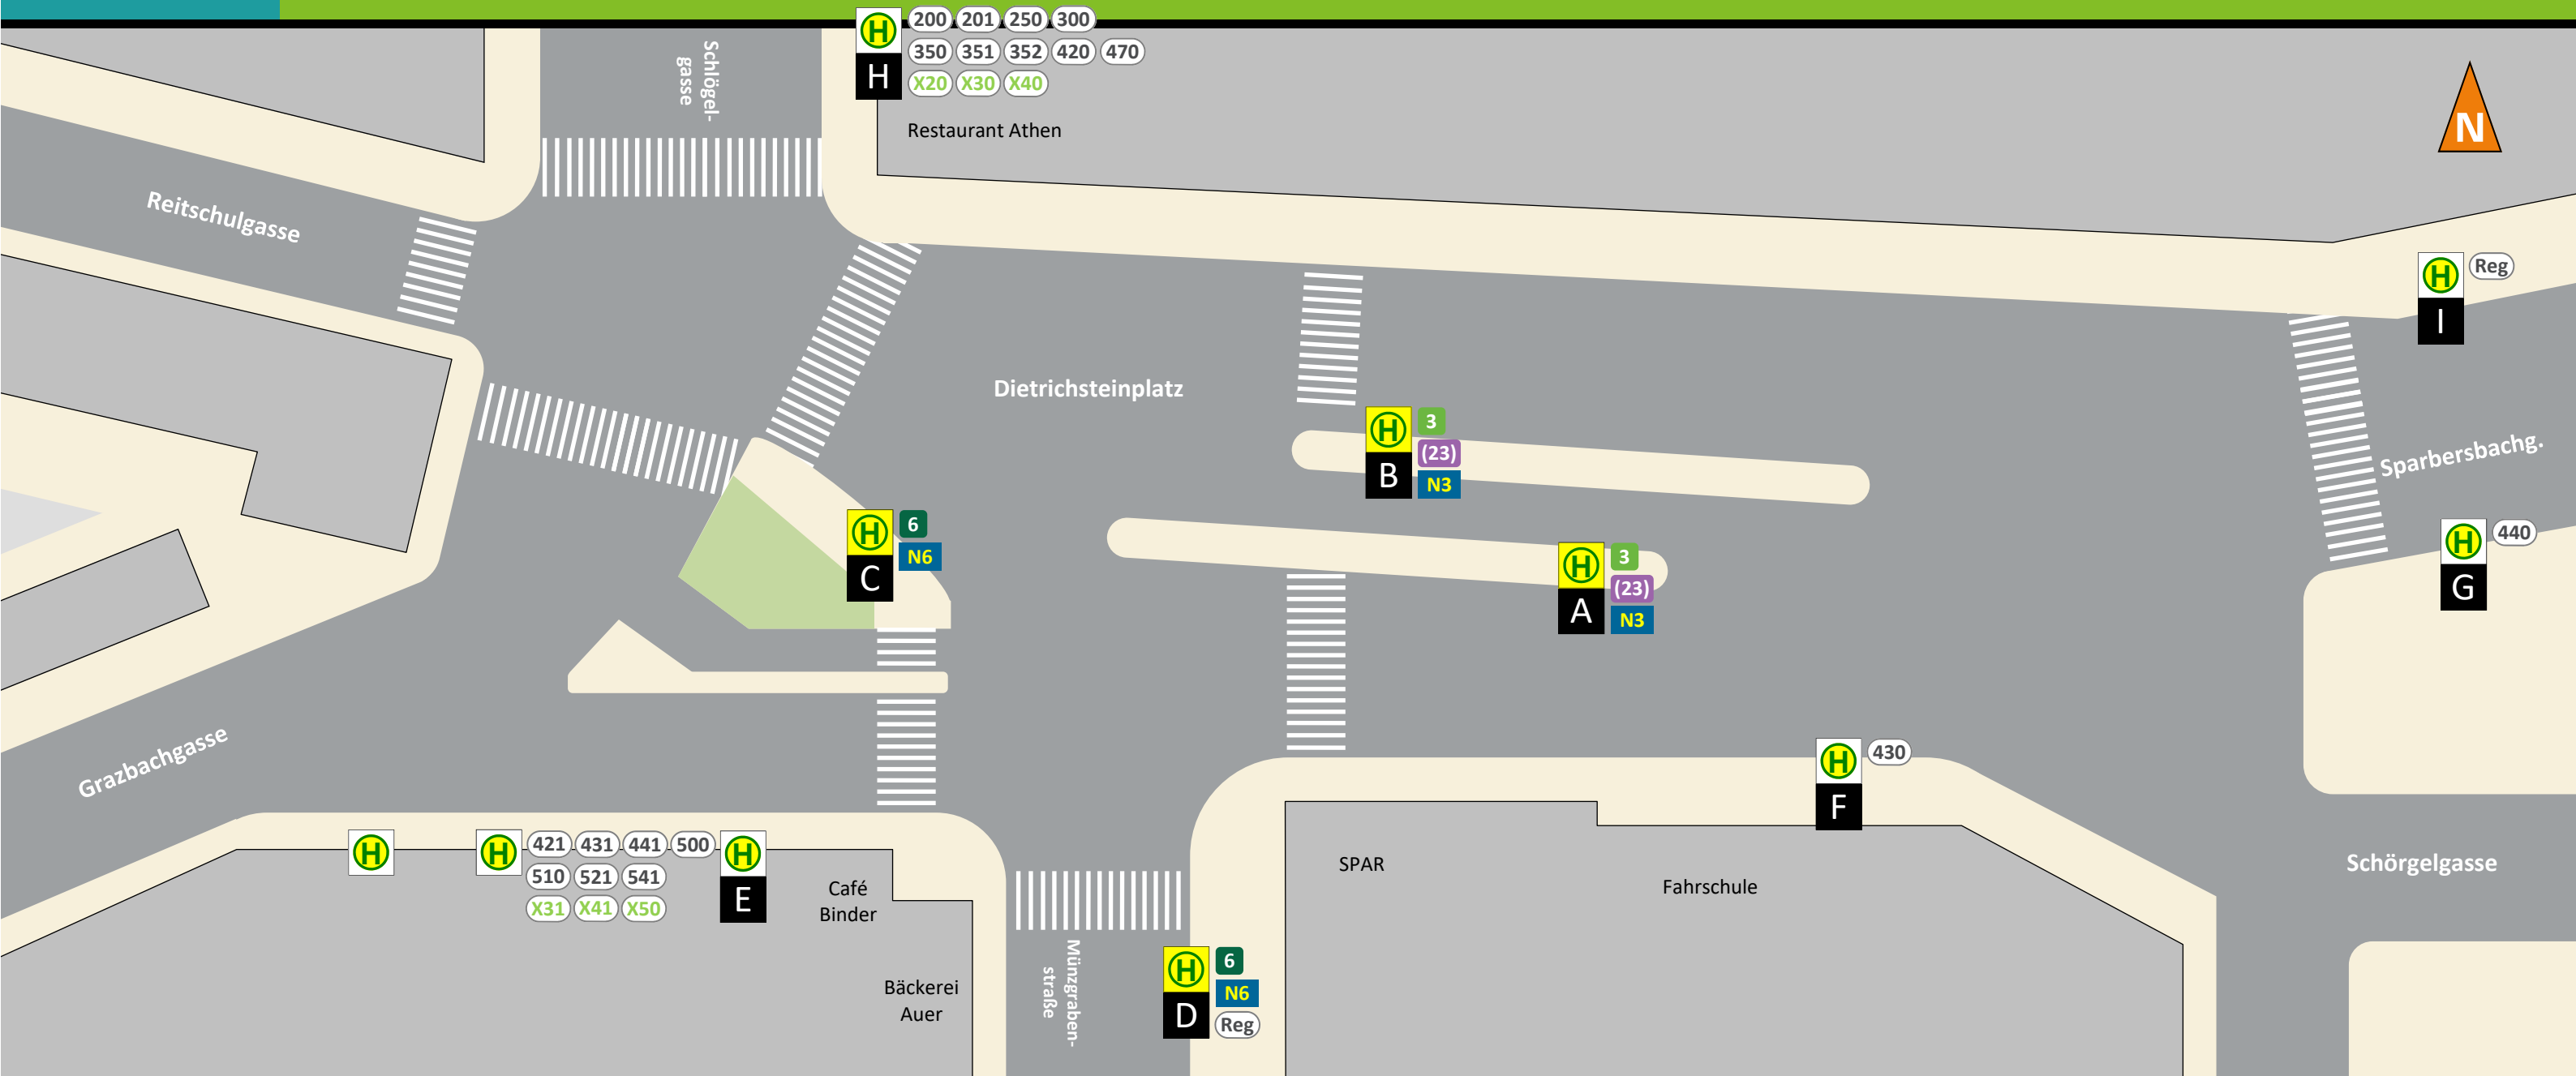 H 200 201 250 300
350 351 352 420 470
H X20 X30 X40
Restaurant Athen
Schlögel-
gasse
N
Reitschulgasse
H Reg
I
Dietrichsteinplatz
H 3
(23)
B N3
Sparbersbachg.
H 6
C N6
H 3
(23)
A N3
H 440
G
Grazbachgasse
H 430
F
H
H 421 431 441 500
510 521 541
X31 X41 X50
H
E
Café
Binder
SPAR
Fahrschule
Schörgelgasse
Bäckerei
Auer
Münzgraben-
straße
H 6
N6
D Reg